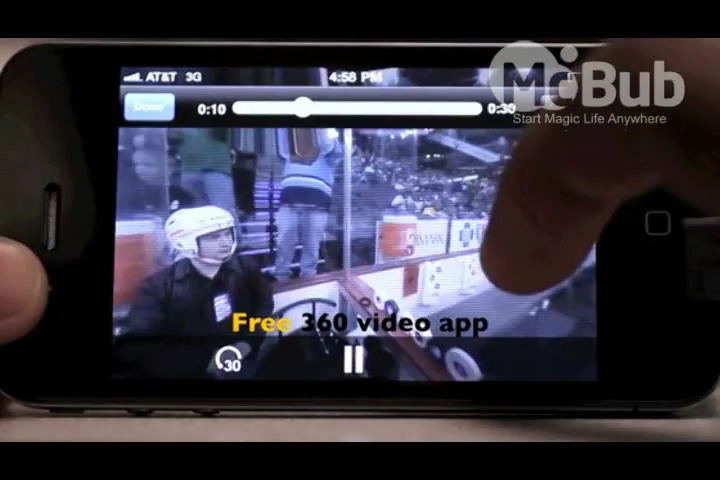 MoBub
Start Magic Life Anywhere
AT&T 3G
4:58 PM
Done
0:10
0:30
Free 360 video app
30